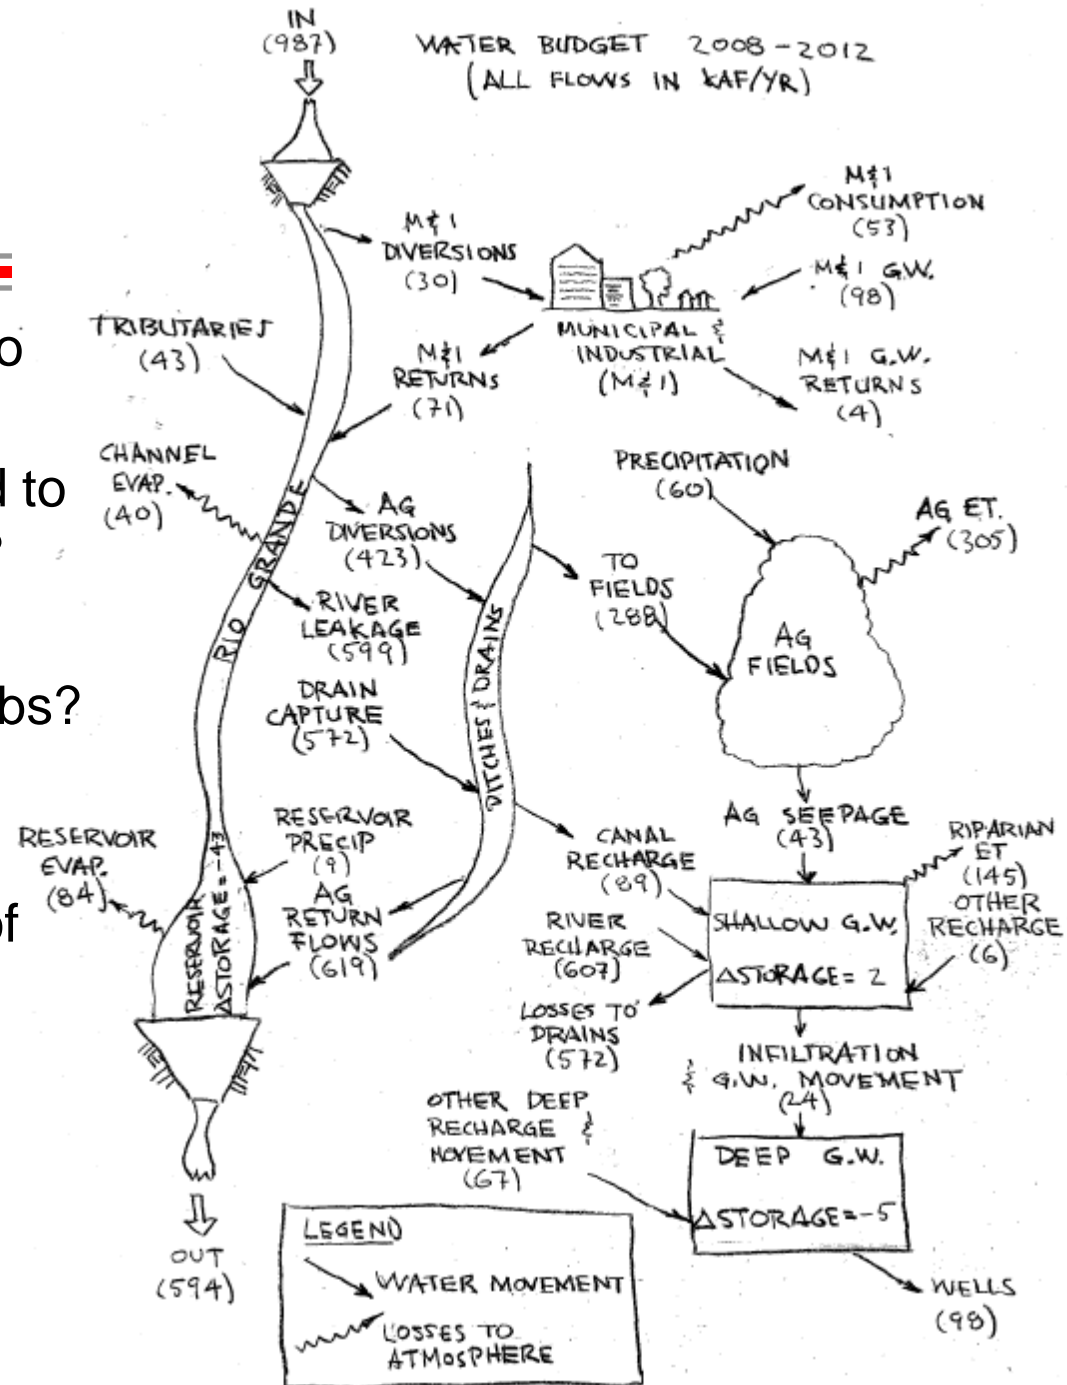 IN
(987)
WATER BUDGET 2008-2012
(ALL FLOWS IN KAF/YR)
o
d to
?
bs?
of
M&I
CONSUMPTION
(53)
M&I
DIVERSIONS
(30)
M&I G.W.
(98)
TRIBUTARIES
(43)
MUNICIPAL &
INDUSTRIAL
(M&I)
M&I
RETURNS
(71)
M&I G.W.
RETURNS
(4)
CHANNEL
EVAP.
(40)
PRECIPITATION
(60)
AG
DIVERSIONS
(423)
AG ET.
(305)
TO
FIELDS
(288)
RIO GRANDE
RIVER
LEAKAGE
(599)
DITCHES & DRAINS
AG
FIELDS
DRAIN
CAPTURE
(572)
RESERVOIR
EVAP.
(84)
RESERVOIR
PRECIP
(9)
AG
RETURN
FLOWS
(619)
RESERVOIR
ΔSTORAGE=-43
AG SEEPAGE
(43)
CANAL
RECHARGE
(89)
RIPARIAN
ET
(145)
OTHER
RECHARGE
(6)
RIVER
RECHARGE
(607)
SHALLOW G.W.
ΔSTORAGE= 2
LOSSES TO
DRAINS
(572)
INFILTRATION
& G.W. MOVEMENT
(24)
OTHER DEEP
RECHARGE &
MOVEMENT
(67)
DEEP G.W.
ΔSTORAGE=-5
WELLS
(98)
OUT
(594)
LEGEND
WATER MOVEMENT
LOSSES TO
ATMOSPHERE